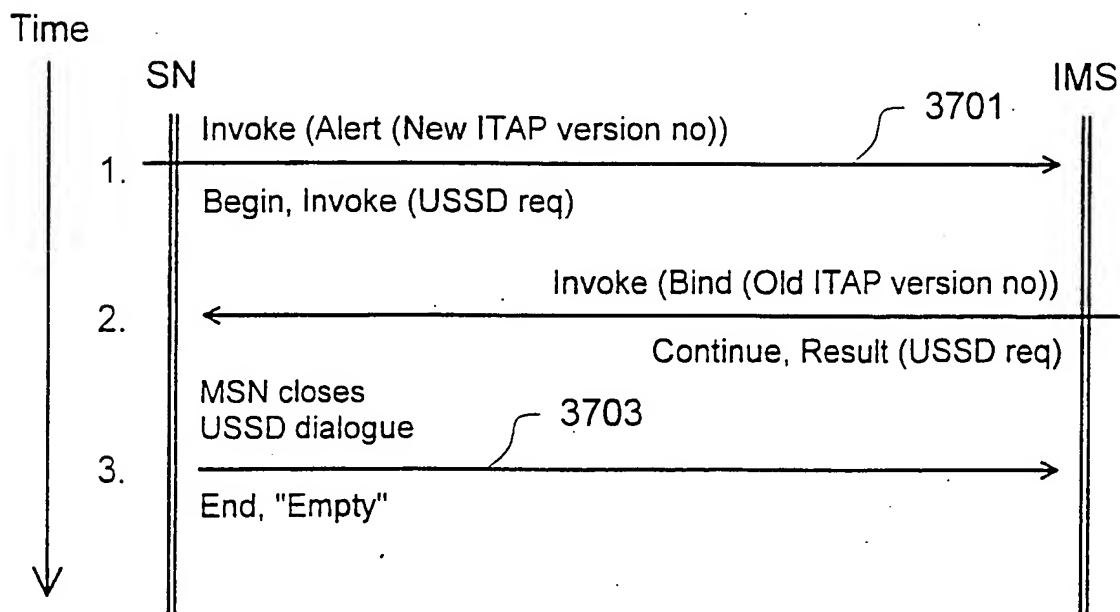 Time
SN
IMS
3701
Invoke (Alert (New ITAP version no))
1.
Begin, Invoke (USSD req)
Invoke (Bind (Old ITAP version no))
2.
Continue, Result (USSD req)
MSN closes
USSD dialogue
3703
3.
End, "Empty"